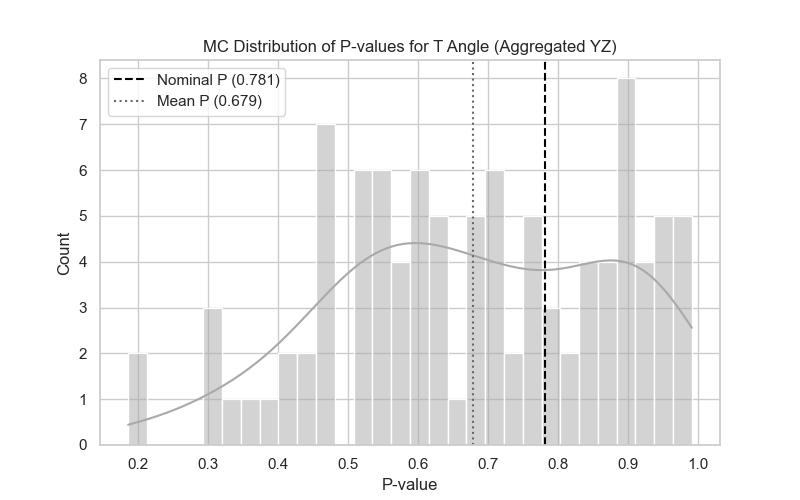 MC Distribution of P-values for T Angle (Aggregated YZ)
Nominal P (0.781)
Mean P (0.679)
8
7
6
5
4
3
2
1
0
Count
0.2 0.3 0.4 0.5 0.6 0.7 0.8 0.9 1.0
P-value